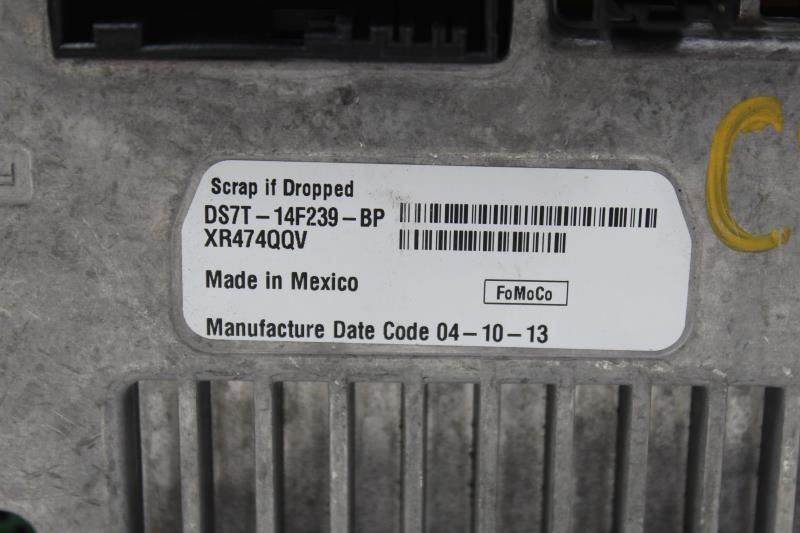 Scrap if Dropped
DS7T-14F239-BP
XR474QQV
Made in Mexico
FoMoCo
Manufacture Date Code 04-10-13